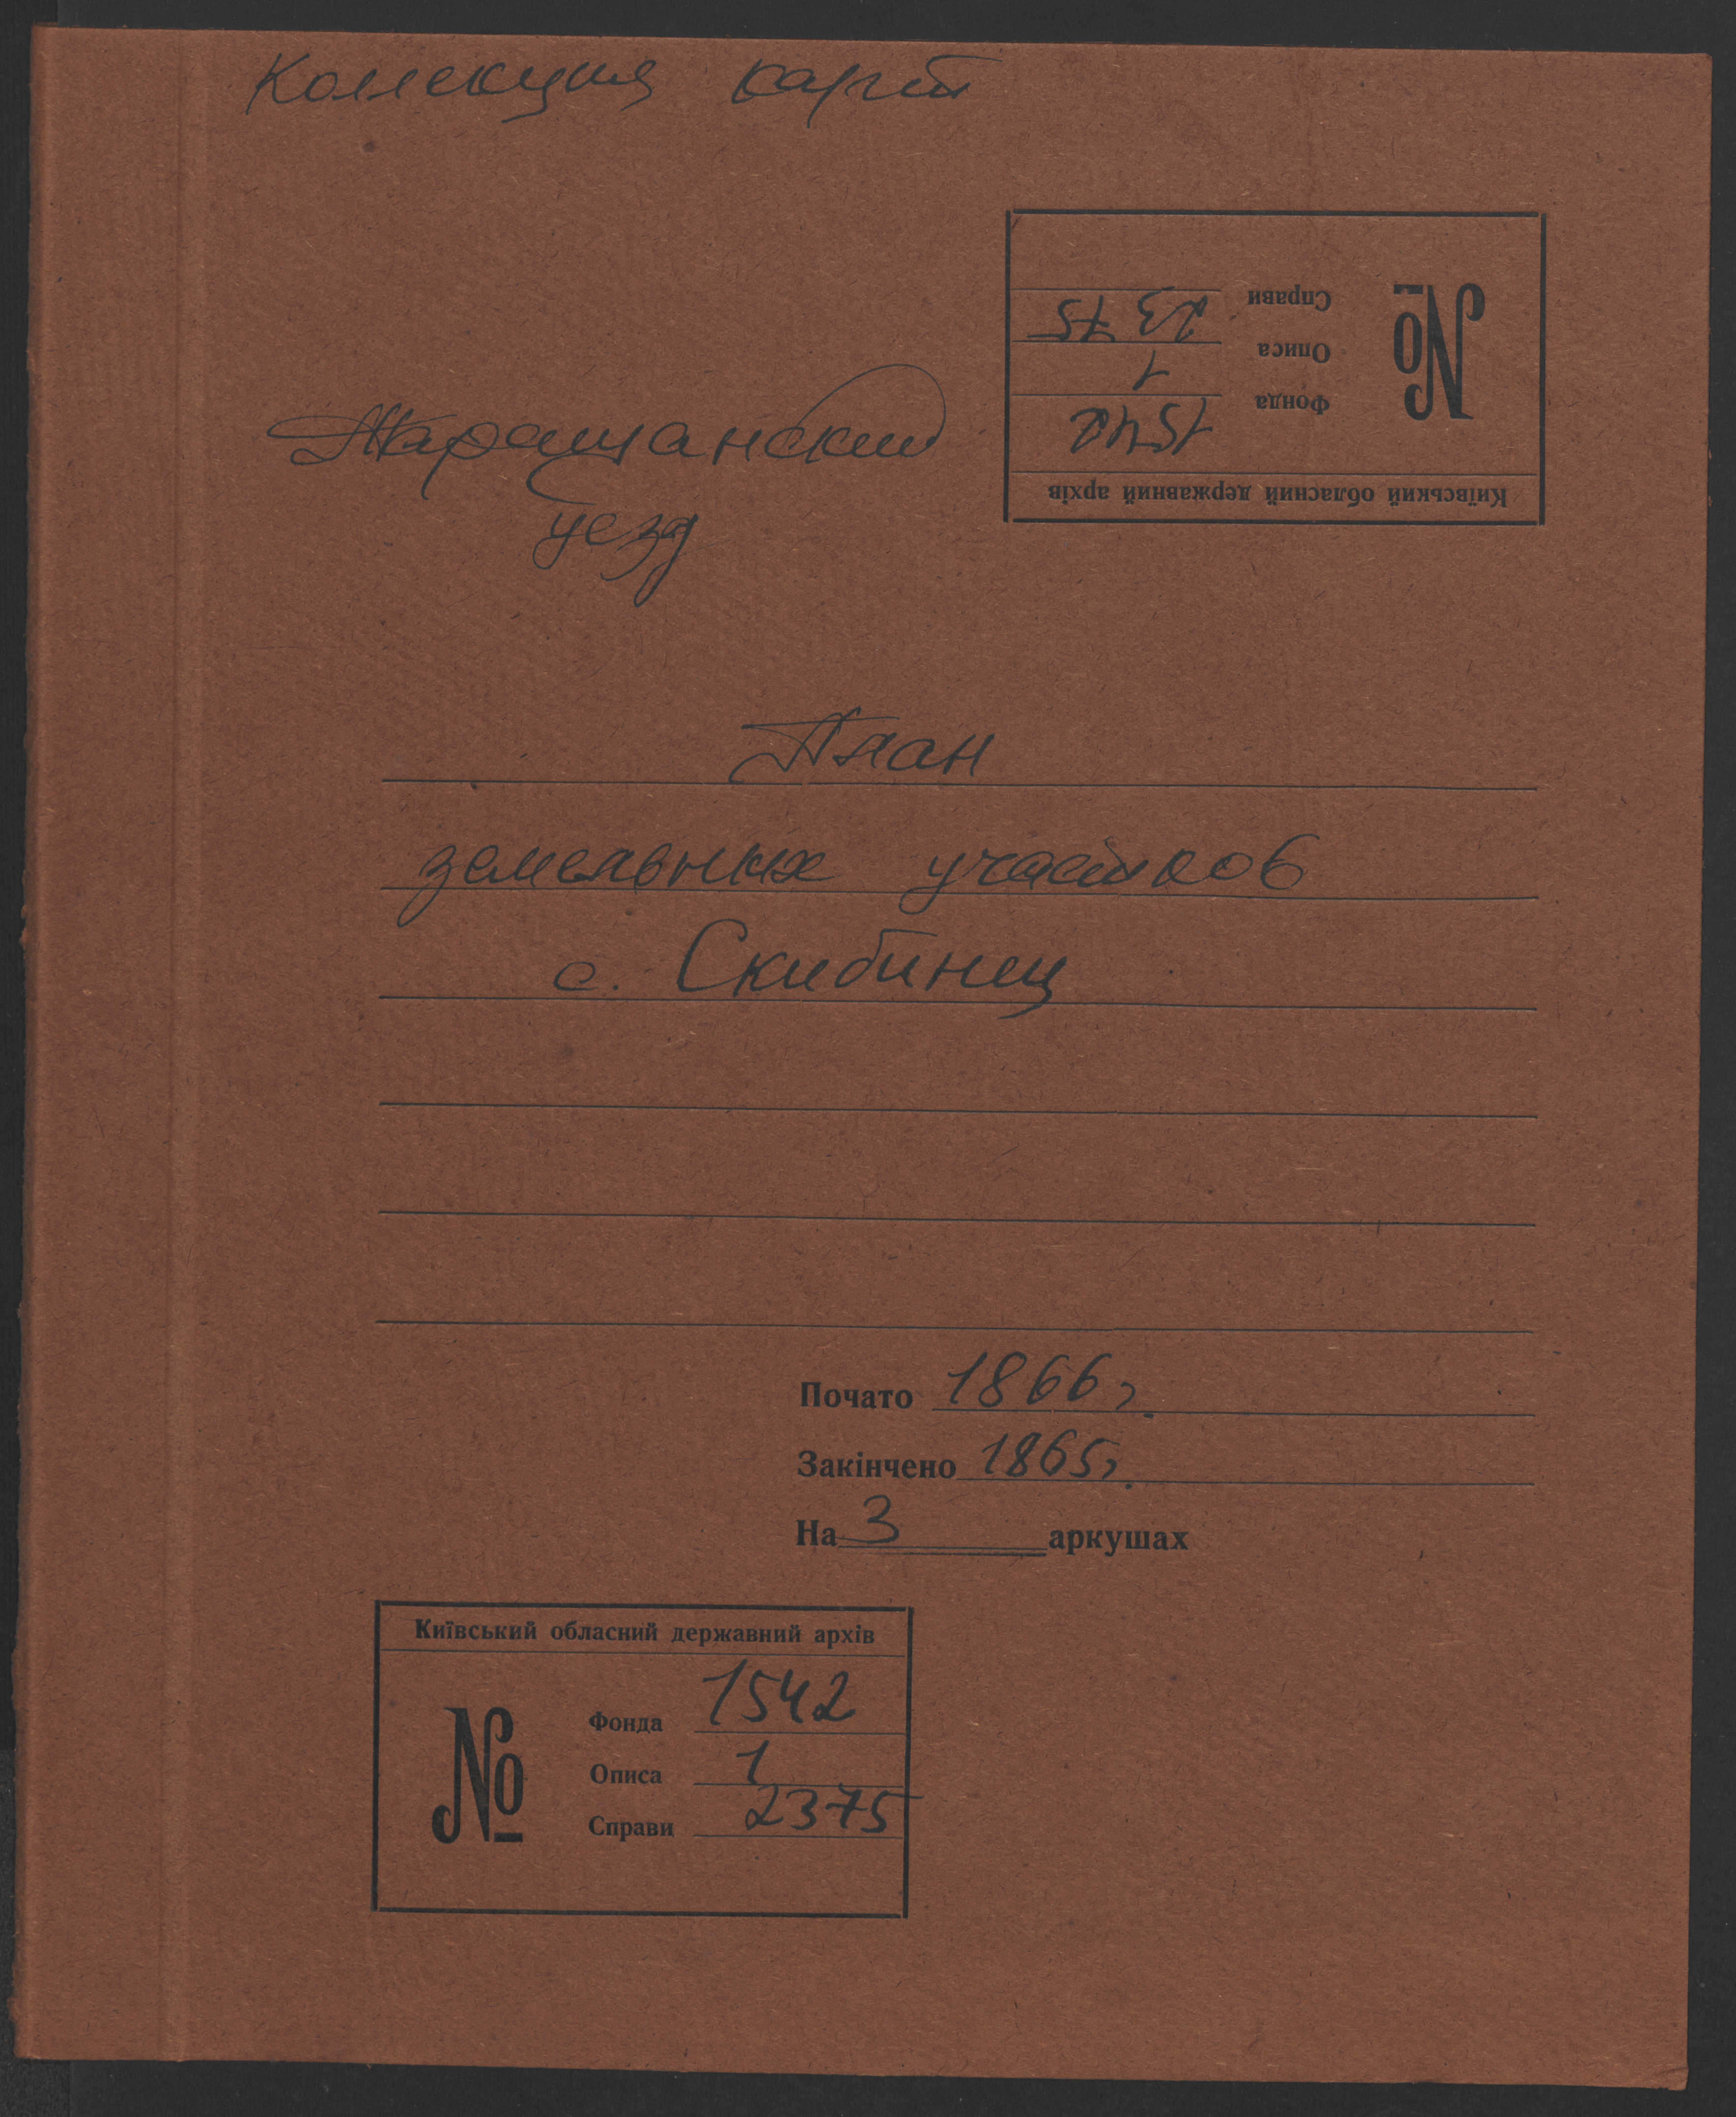 Коллекция карт
№
Справи 2375
Описа 1
Фонда 1542
Київський обласний державний архів
Таращанский
уезд
План
земельных участков
с. Скибинец
Почато 1866 г.
Закінчено 1865 г.
На 3 аркушах
Київський обласний державний архів
№
Фонда 1542
Описа 1
Справи 2375